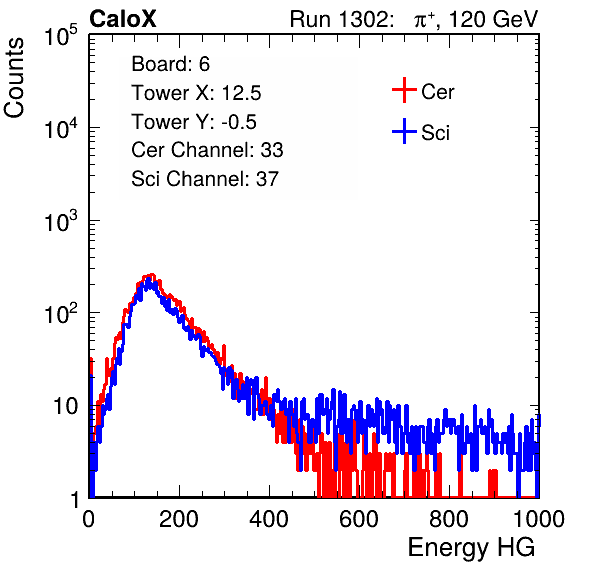 CaloX Run 1302: π⁺, 120 GeV
Board: 6
Tower X: 12.5
Tower Y: -0.5
Cer Channel: 33
Sci Channel: 37
Cer
Sci
Counts
10⁵
10⁴
10³
10²
10
1
0 200 400 600 800 1000
Energy HG